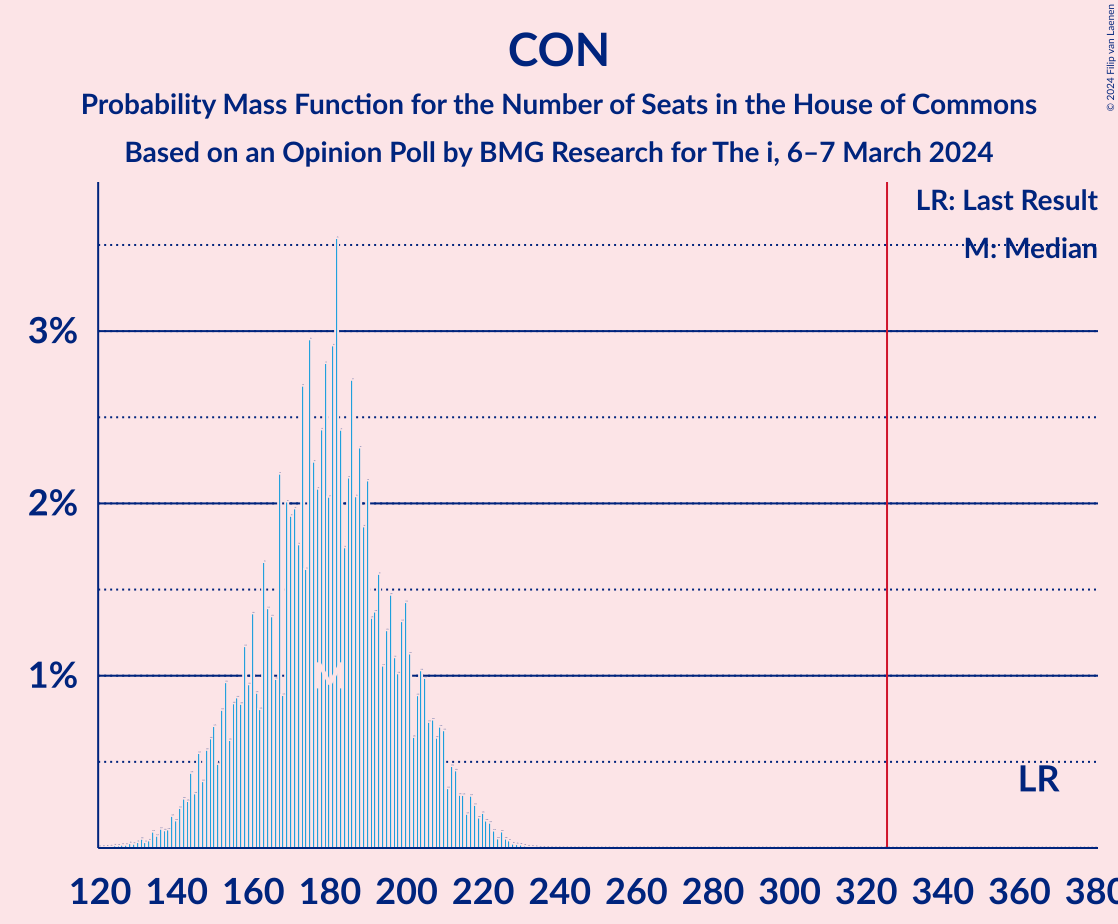 CON
Probability Mass Function for the Number of Seats in the House of Commons
Based on an Opinion Poll by BMG Research for The i, 6–7 March 2024
© 2024 Filip van Laenen
LR: Last Result
M: Median
3%
2%
1%
M
LR
120 140 160 180 200 220 240 260 280 300 320 340 360 380